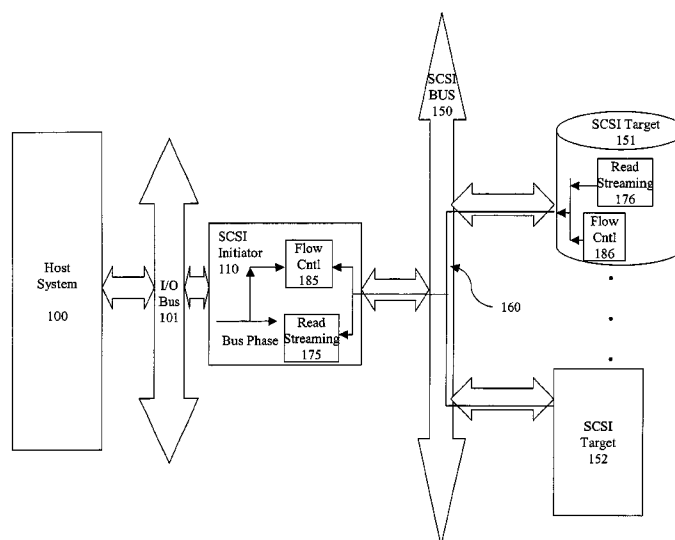 Host
System
100
I/O
Bus
101
SCSI
Initiator
110
Flow
Cntl
185
Bus Phase
Read
Streaming
175
SCSI
BUS
150
160
SCSI Target
151
Read
Streaming
176
Flow
Cntl
186
SCSI
Target
152